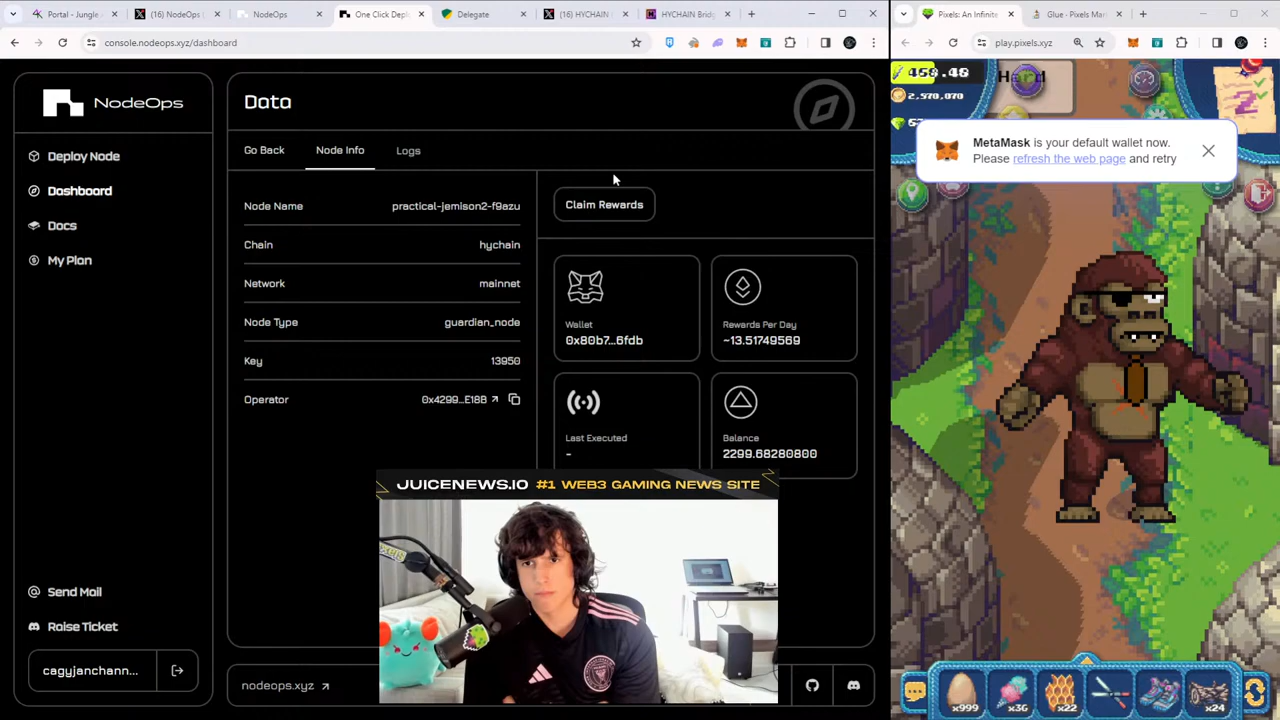 Portal - Jungle
(16) NodeOps
NodeOps
One Click Depl
Delegate
(16) HYCHAIN
HYCHAIN Bridg
console.nodeops.xyz/dashboard
NodeOps
Deploy Node
Dashboard
Docs
My Plan
Send Mail
Raise Ticket
cagyjanchann...
Data
Go Back
Node Info
Logs
Node Name
practical-jemison2-f9azu
Chain
hychain
Network
mainnet
Node Type
guardian_node
Key
13950
Operator
0x4299...E18B
Claim Rewards
Wallet
0x80b7...6fdb
Rewards Per Day
~13.51749569
Last Executed
-
Balance
2299.68280800
nodeops.xyz
JUICENEWS.IO #1 WEB3 GAMING NEWS SITE
Pixels: An Infinite
Glue - Pixels Mar
play.pixels.xyz
2,970,070
MetaMask is your default wallet now.
Please refresh the web page and retry
x999
x36
x22
x24